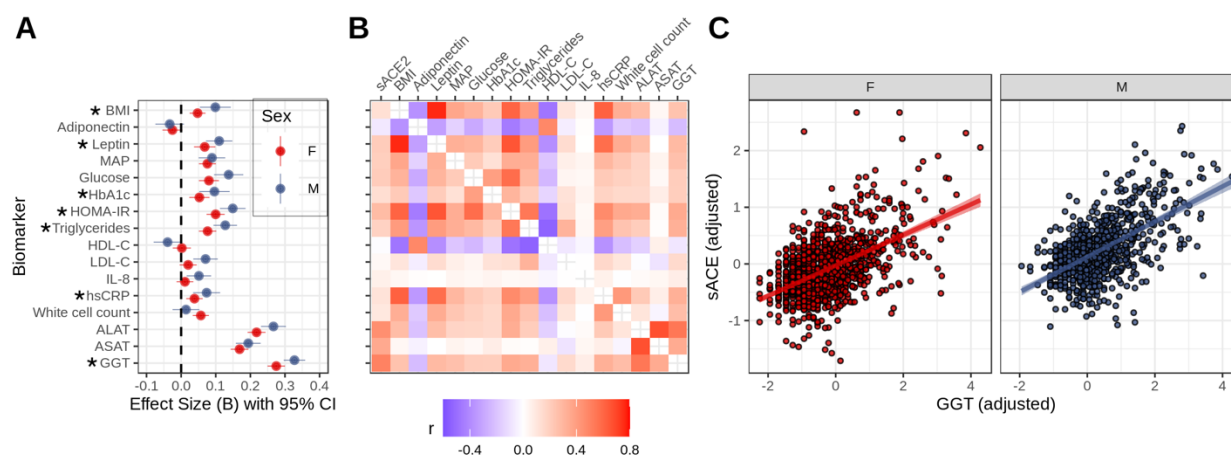 A
Biomarker
* BMI
Adiponectin
* Leptin
MAP
Glucose
* HbA1c
* HOMA-IR
* Triglycerides
HDL-C
LDL-C
IL-8
* hsCRP
White cell count
ALAT
ASAT
* GGT
Sex
F
M
-0.1 0.0 0.1 0.2 0.3 0.4
Effect Size (B) with 95% CI
B
sACE2
BMI
Adiponectin
Leptin
MAP
Glucose
HbA1c
HOMA-IR
Triglycerides
HDL-C
LDL-C
IL-8
hsCRP
White cell count
ALAT
ASAT
GGT
r
-0.4 0.0 0.4 0.8
C
F M
sACE (adjusted)
2
1
0
-1
-2 0 2 4 -2 0 2 4
GGT (adjusted)